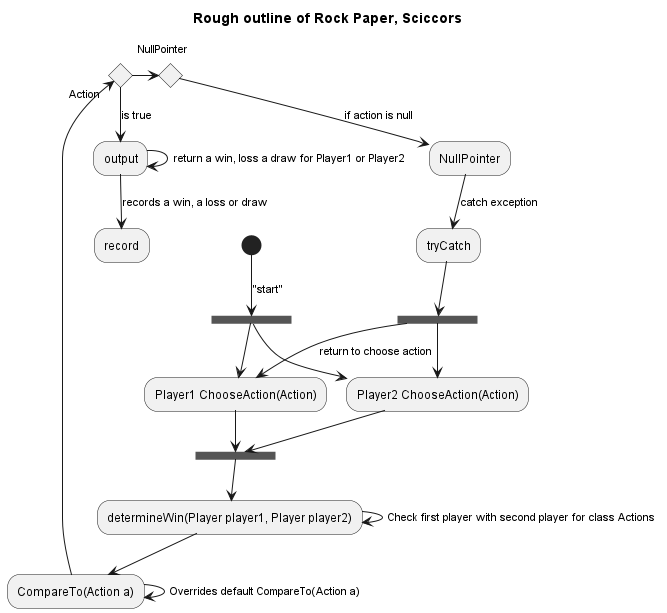 Rough outline of Rock Paper, Sciccors
NullPointer
Action
is true
if action is null
output
return a win, loss a draw for Player1 or Player2
NullPointer
records a win, a loss or draw
catch exception
record
tryCatch
"start"
return to choose action
Player1 ChooseAction(Action)
Player2 ChooseAction(Action)
determineWin(Player player1, Player player2)
Check first player with second player for class Actions
CompareTo(Action a)
Overrides default CompareTo(Action a)